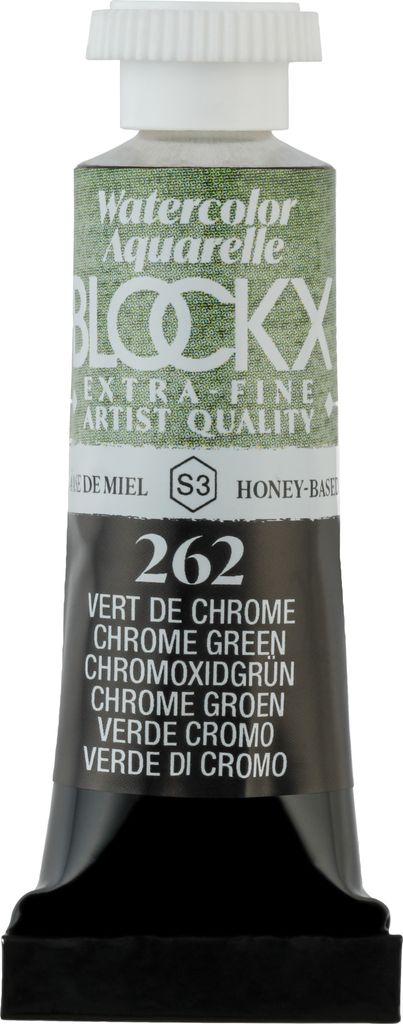 Watercolor
Aquarelle
BLOCKX
EXTRA-FINE
ARTIST QUALITY
DE MIEL S3 HONEY-BASED
262
VERT DE CHROME
CHROME GREEN
CHROMOXIDGRÜN
CHROME GROEN
VERDE CROMO
VERDE DI CROMO